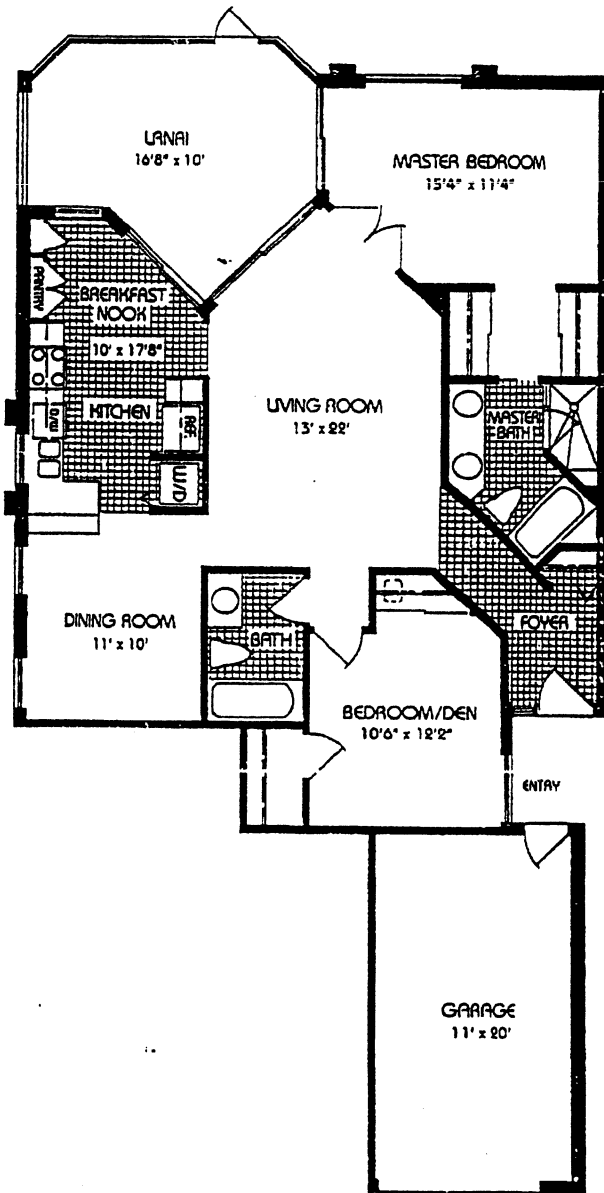 LANAI
16'8" x 10'
MASTER BEDROOM
15'4" x 11'4"
PANTRY
BREAKFAST
NOOK
10' x 17'8"
KITCHEN
D/W
REF.
W/D
LIVING ROOM
13' x 22'
MASTER
BATH
DINING ROOM
11' x 10'
BATH
FOYER
BEDROOM/DEN
10'6" x 12'2"
ENTRY
GARAGE
11' x 20'